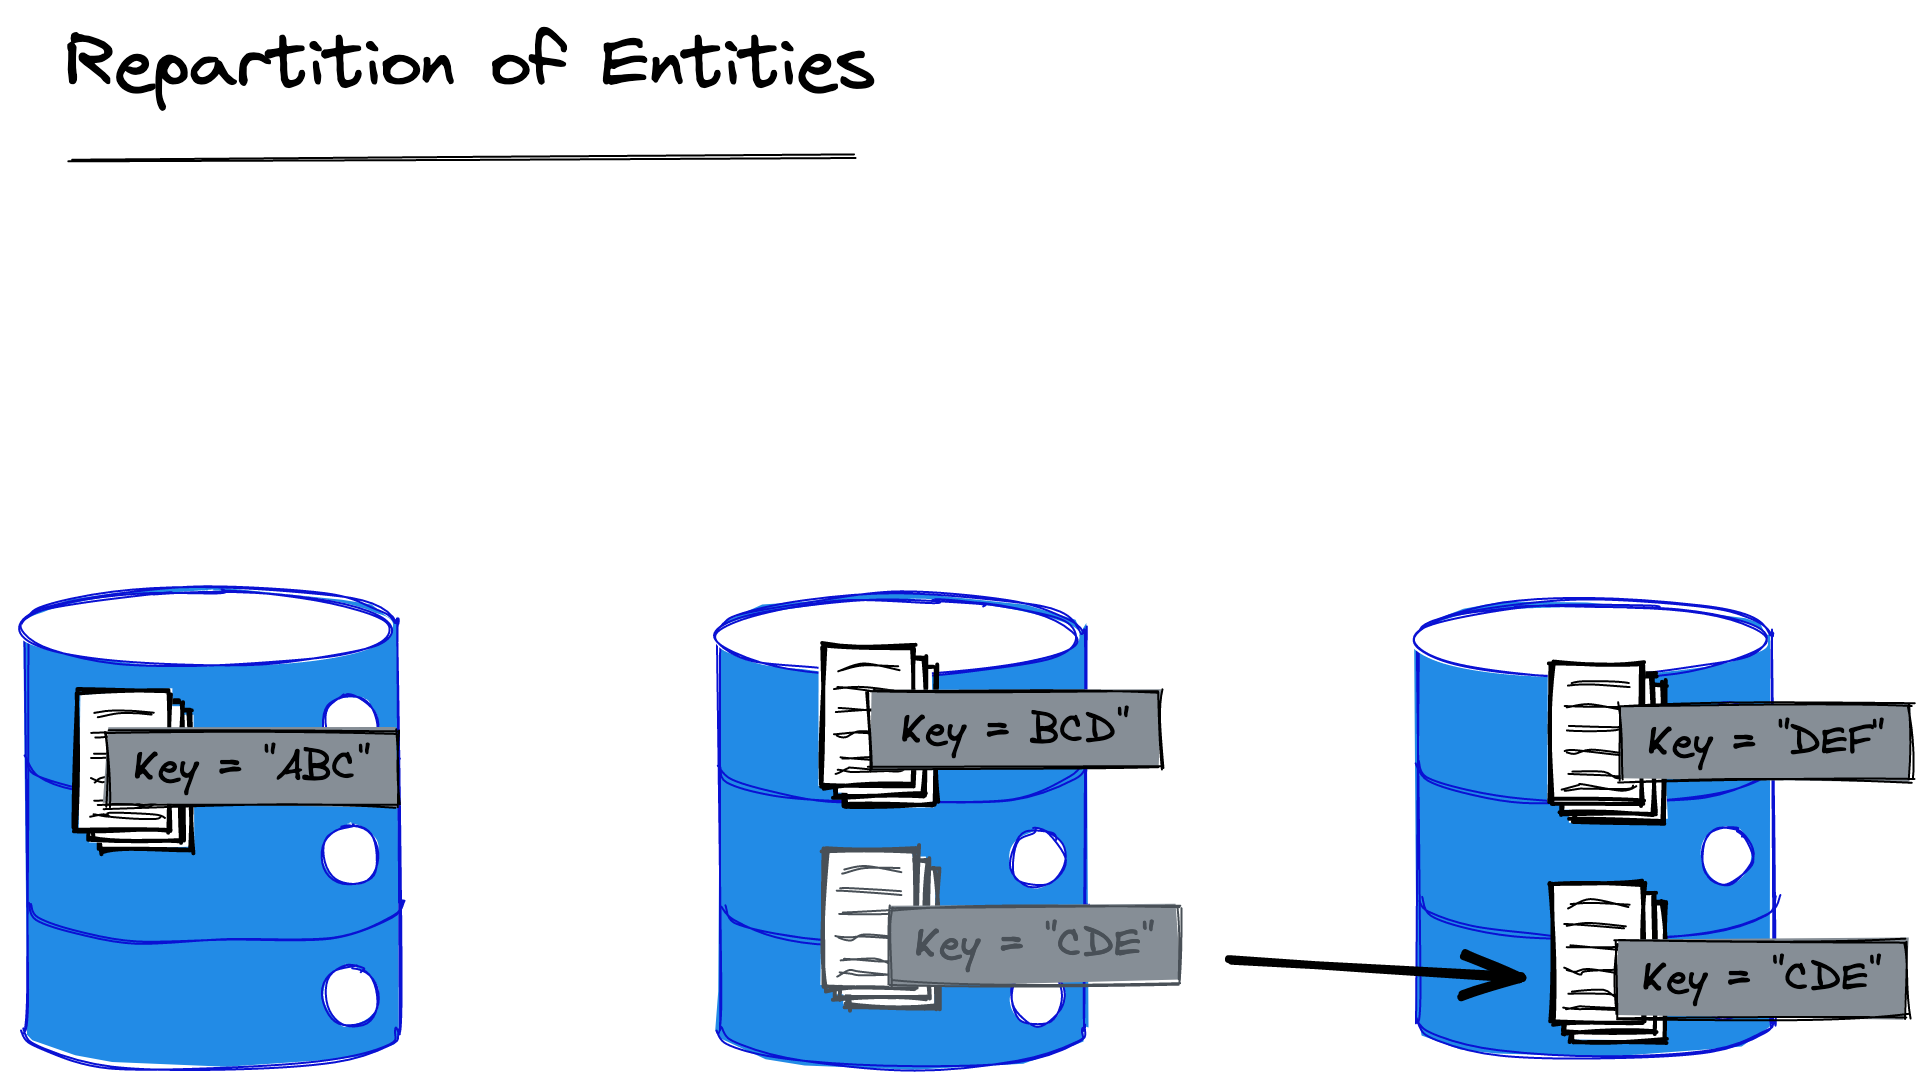 Repartition of Entities
Key = "ABC"
Key = BCD"
Key = "DEF"
Key = "CDE"
Key = "CDE"